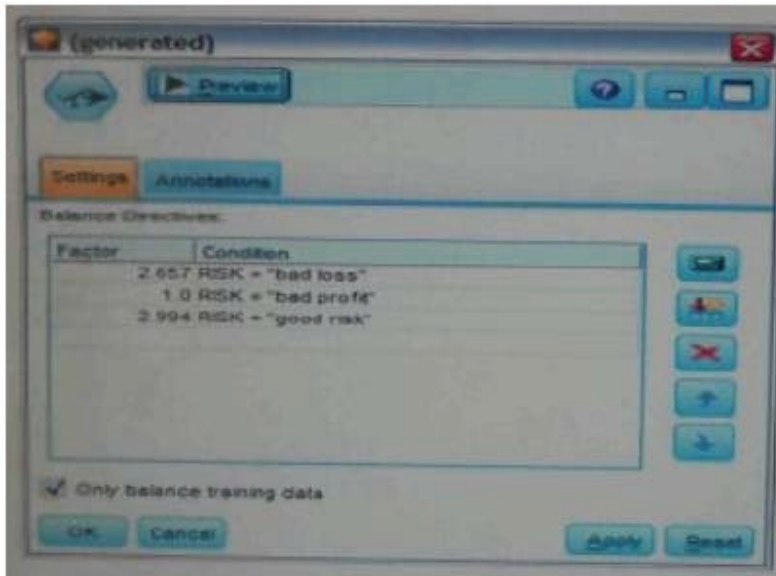 (generated)
Preview
Settings Annotations
Balance Directives:
Factor Condition
2.657 RISK = "bad loss"
1.0 RISK = "bad profit"
2.994 RISK = "good risk"
Only balance training data
OK Cancel Apply Reset